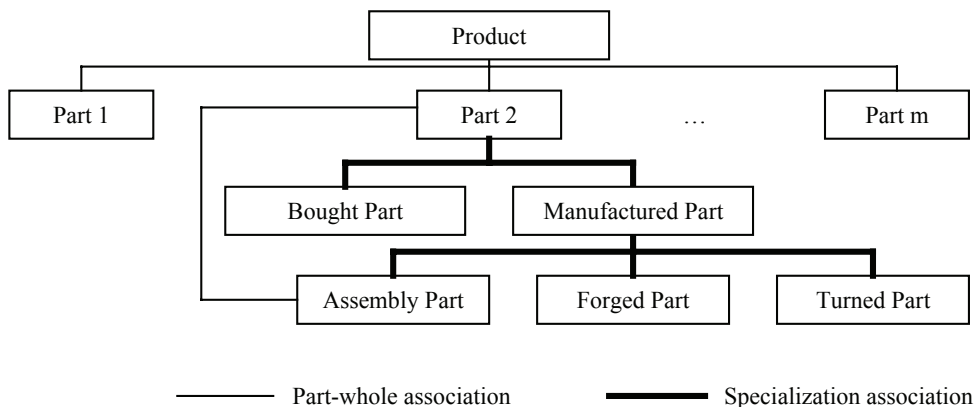 Product
Part 1
Part 2
…
Part m
Bought Part
Manufactured Part
Assembly Part
Forged Part
Turned Part
Part-whole association
Specialization association